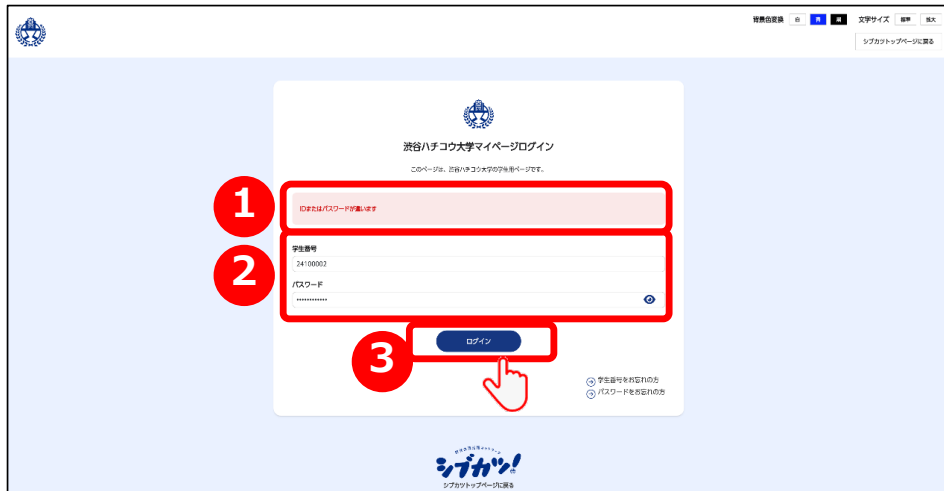 背景色変換 白 青 黒 文字サイズ 標準 拡大
シブカツトップページに戻る
渋谷ハチコウ大学マイページログイン
このページは、渋谷ハチコウ大学の学生用ページです。
1
IDまたはパスワードが違います
2
学生番号
24100002
パスワード
••••••••••••
3
ログイン
学生番号をお忘れの方
パスワードをお忘れの方
シブカツ!
シブカツトップページに戻る